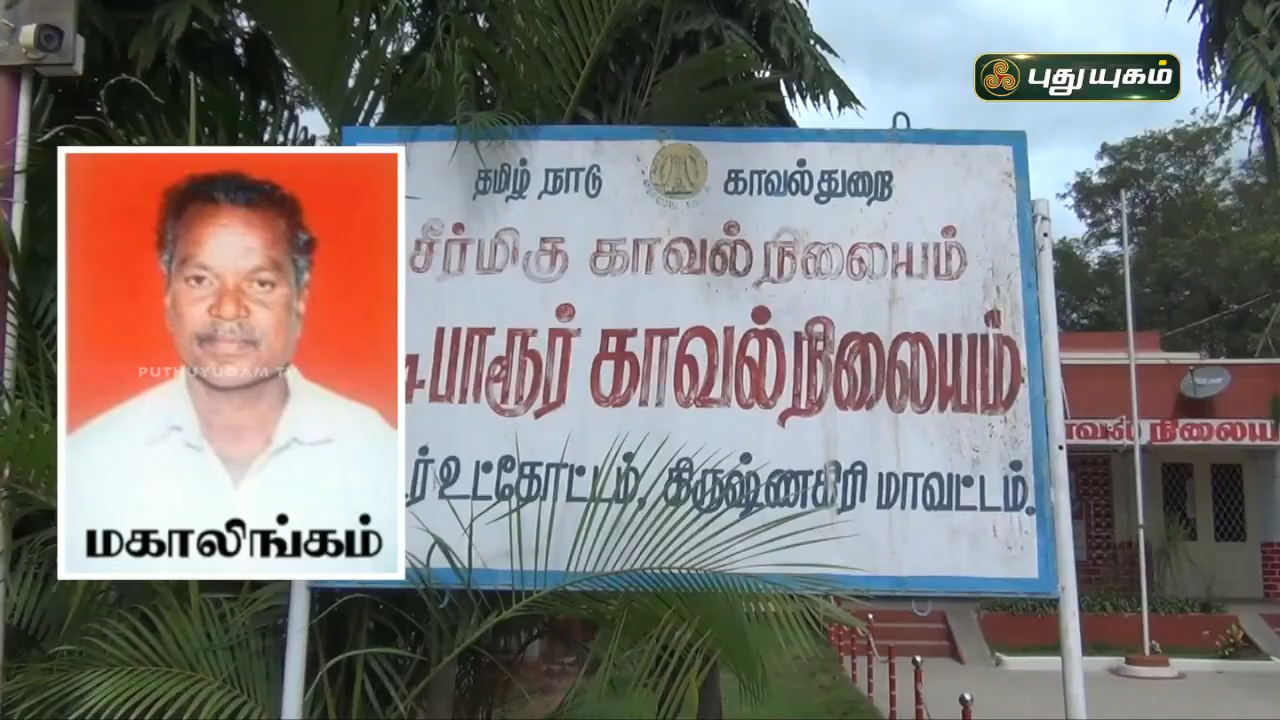 புதுயுகம்
தமிழ் நாடு காவல்துறை
சீர்மிகு காவல் நிலையம்
பாரூர் காவல் நிலையம்
உட்கோட்டம், கிருஷ்ணகிரி மாவட்டம்.
காவல் நிலைய
PUTHUYUGAM TV
மகாலிங்கம்